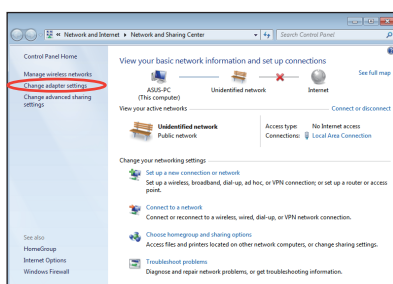 « Network and Internet ▸ Network and Sharing Center
Search Control Panel
Control Panel Home
Manage wireless networks
Change adapter settings
Change advanced sharing
settings
See also
HomeGroup
Internet Options
Windows Firewall
View your basic network information and set up connections
See full map
ASUS-PC
(This computer)
Unidentified network
Internet
View your active networks
Connect or disconnect
Unidentified network
Public network
Access type: No Internet access
Connections: Local Area Connection
Change your networking settings
Set up a new connection or network
Set up a wireless, broadband, dial-up, ad hoc, or VPN connection; or set up a router or access
point.
Connect to a network
Connect or reconnect to a wireless, wired, dial-up, or VPN network connection.
Choose homegroup and sharing options
Access files and printers located on other network computers, or change sharing settings.
Troubleshoot problems
Diagnose and repair network problems, or get troubleshooting information.